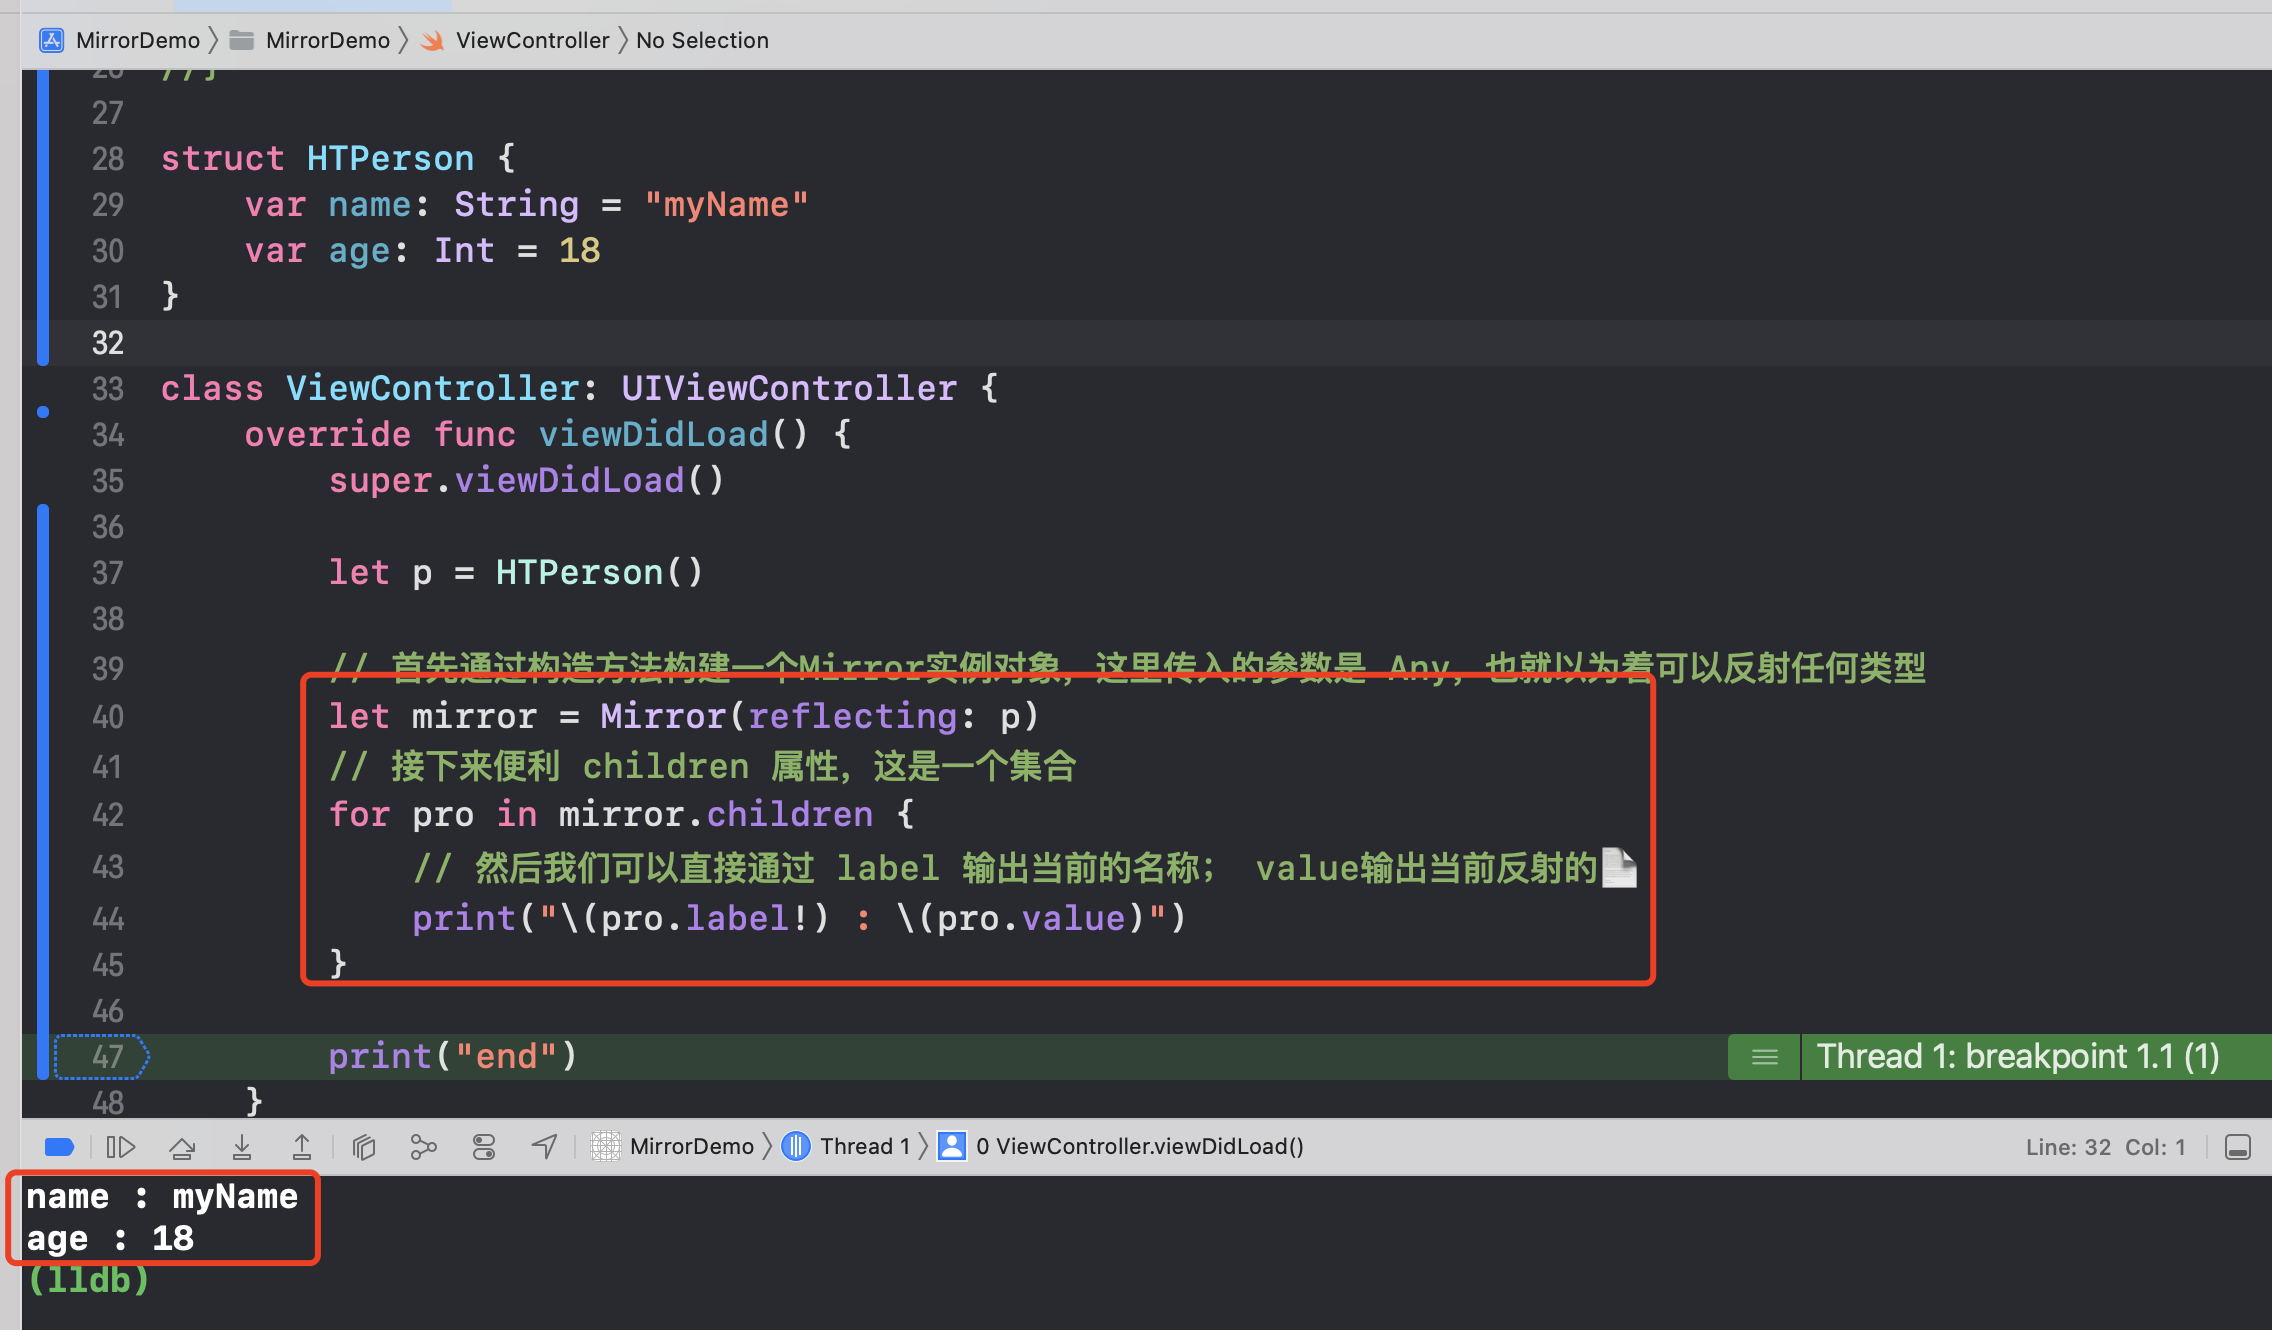 MirrorDemo 〉 MirrorDemo 〉 ViewController 〉 No Selection
26 //}
27
28 struct HTPerson {
29 var name: String = "myName"
30 var age: Int = 18
31 }
32
33 class ViewController: UIViewController {
34 override func viewDidLoad() {
35 super.viewDidLoad()
36
37 let p = HTPerson()
38
39 // 首先通过构造方法构建一个Mirror实例对象，这里传入的参数是 Any，也就以为着可以反射任何类型
40 let mirror = Mirror(reflecting: p)
41 // 接下来便利 children 属性，这是一个集合
42 for pro in mirror.children {
43 // 然后我们可以直接通过 label 输出当前的名称； value输出当前反射的
44 print("\(pro.label!) : \(pro.value)")
45 }
46
47 print("end") Thread 1: breakpoint 1.1 (1)
48 }
MirrorDemo 〉 Thread 1 〉 0 ViewController.viewDidLoad() Line: 32 Col: 1
name : myName
age : 18
(lldb)